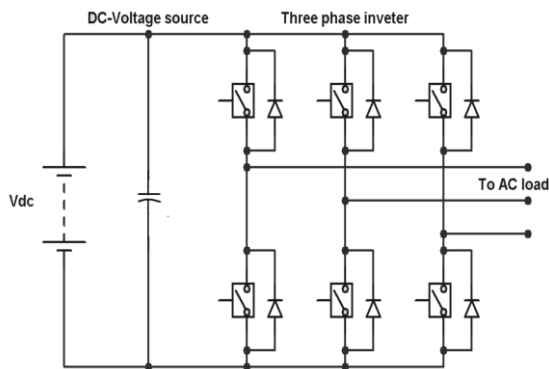 DC-Voltage source
Three phase inveter
Vdc
To AC load